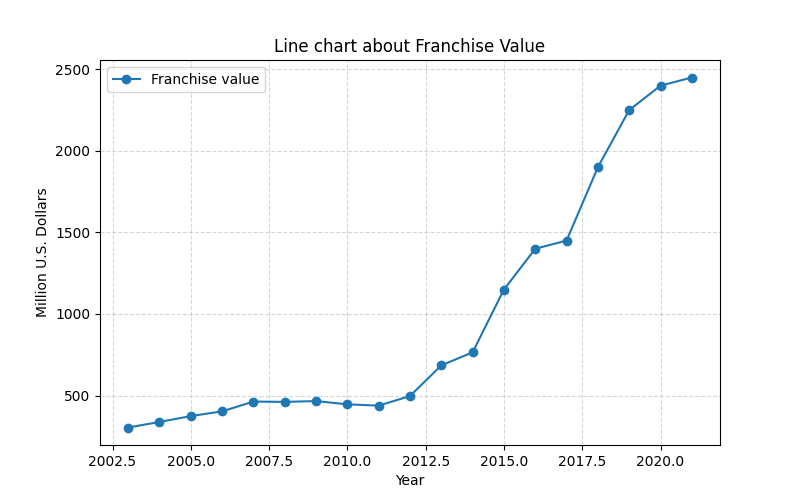 Line chart about Franchise Value
Franchise value
2500
2000
1500
1000
500
Million U.S. Dollars
2002.5 2005.0 2007.5 2010.0 2012.5 2015.0 2017.5 2020.0
Year